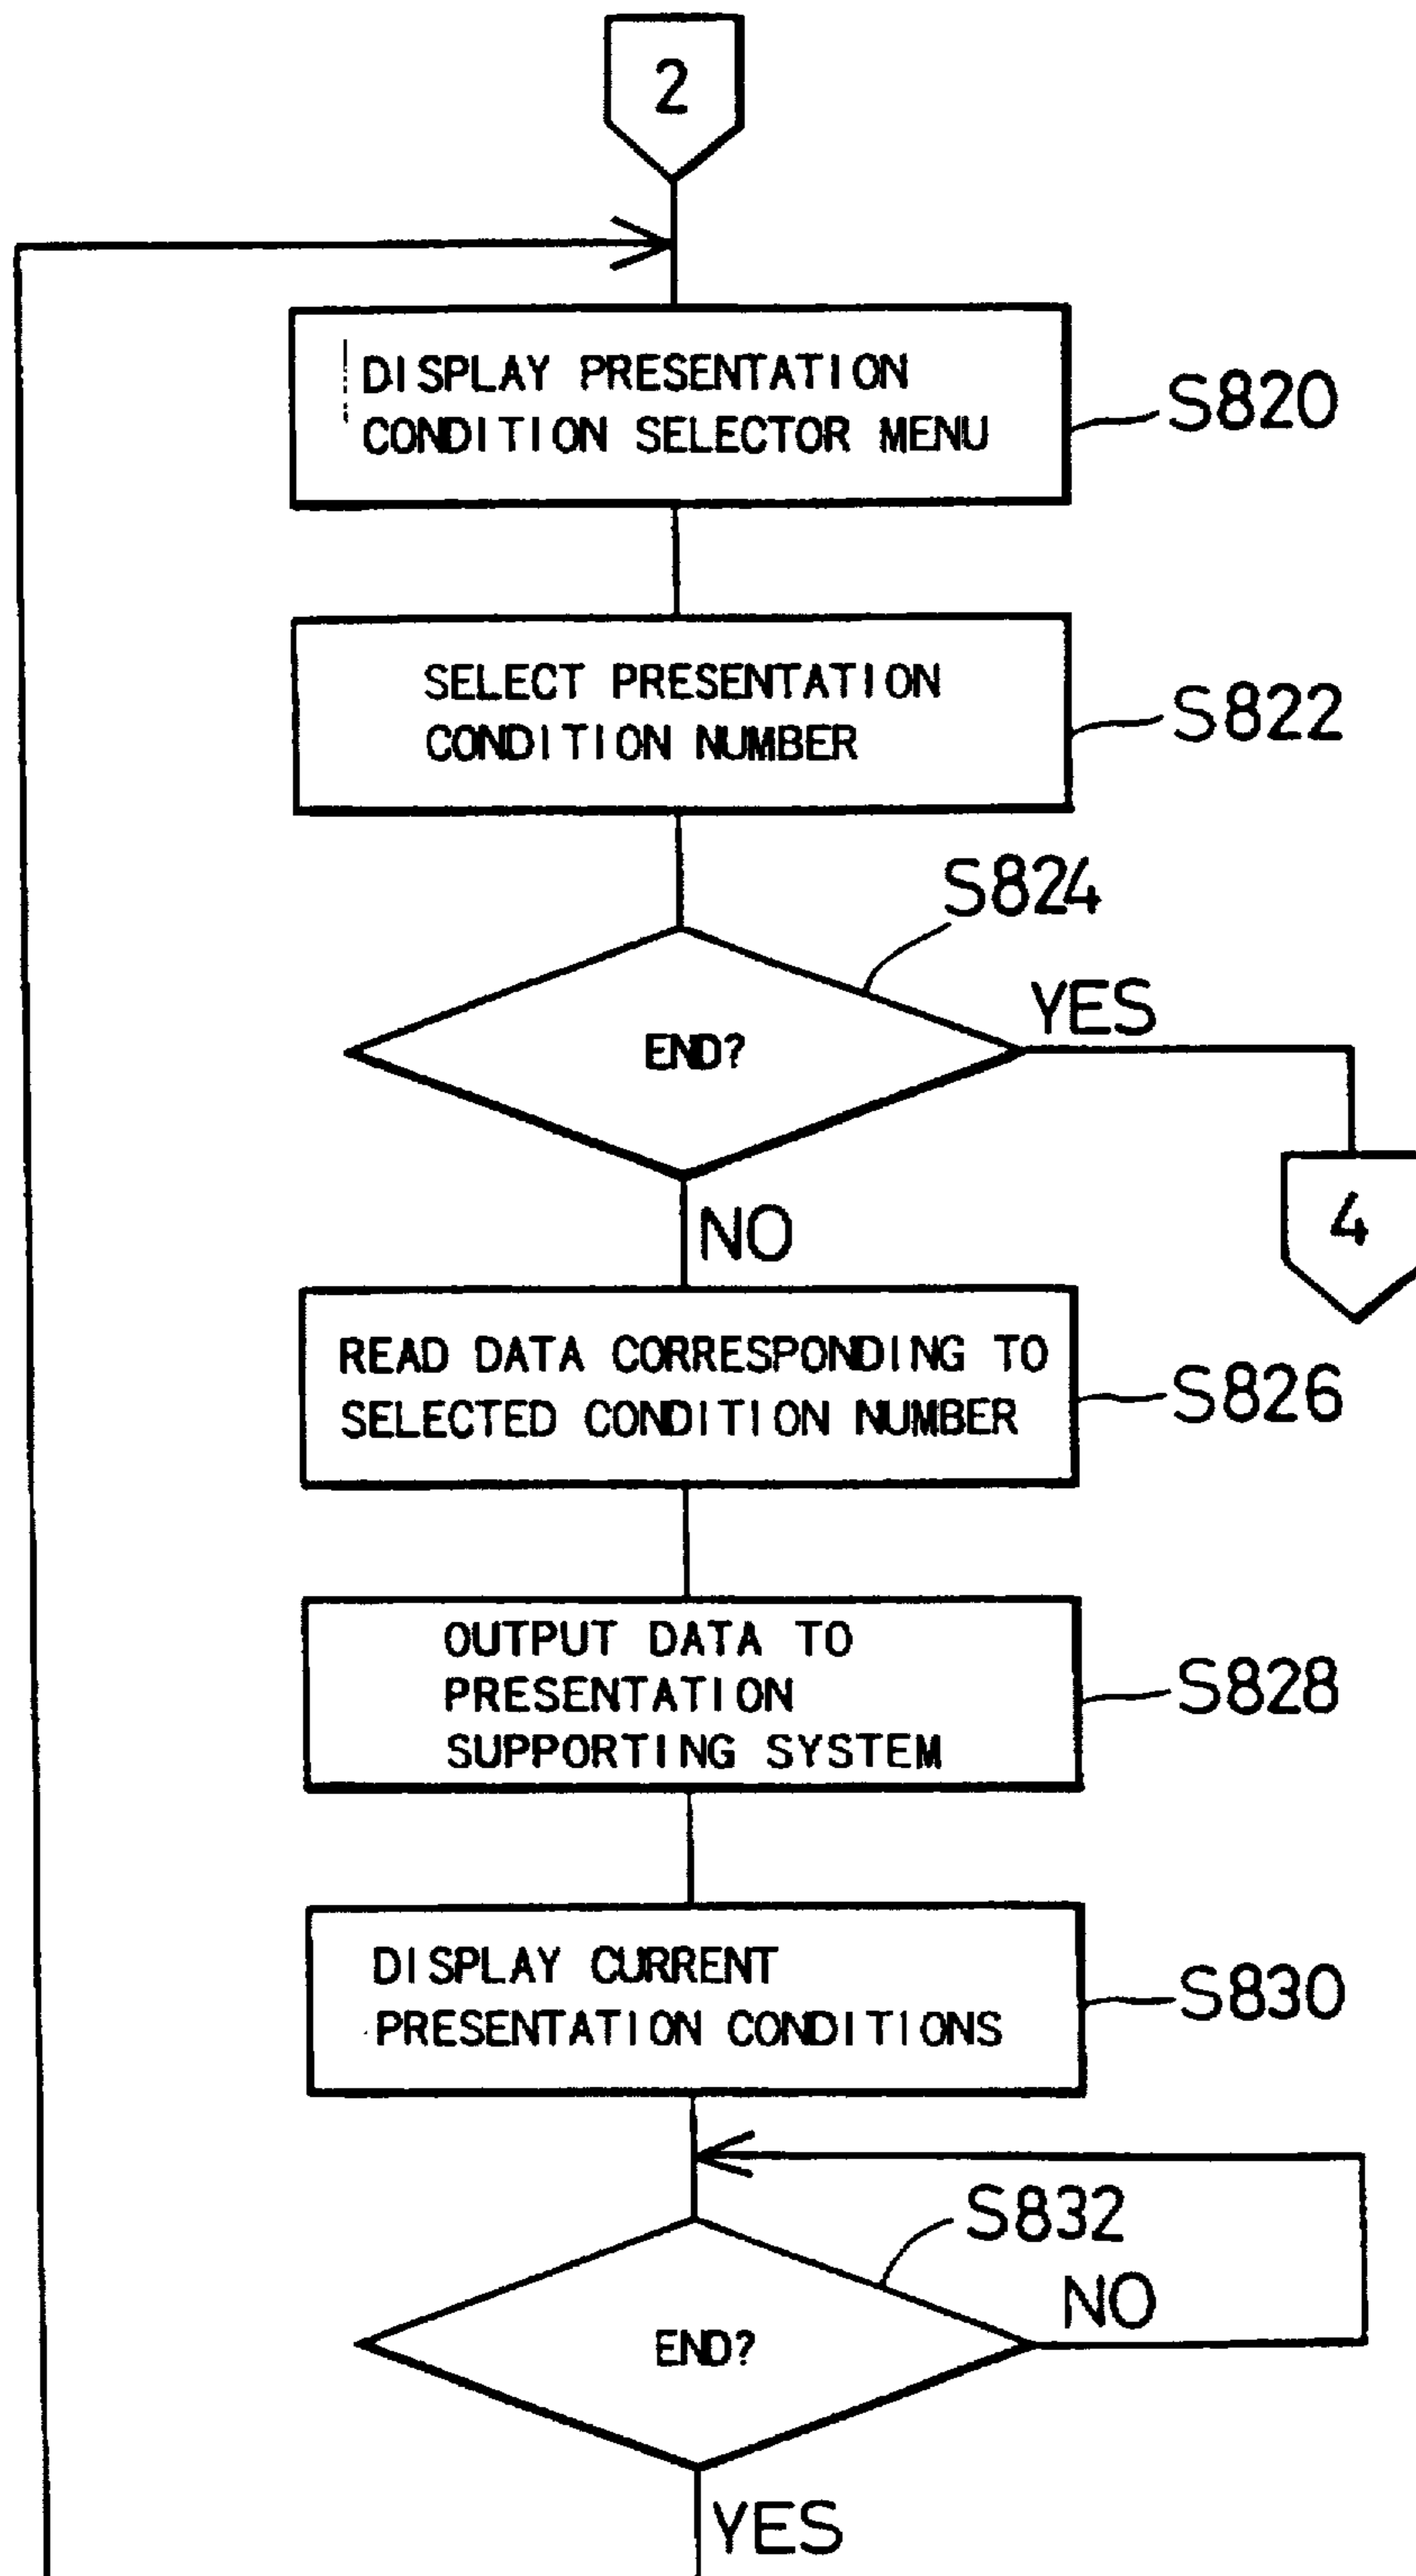 2
DISPLAY PRESENTATION
CONDITION SELECTOR MENU
S820
SELECT PRESENTATION
CONDITION NUMBER
S822
S824
END?
YES
4
NO
READ DATA CORRESPONDING TO
SELECTED CONDITION NUMBER
S826
OUTPUT DATA TO
PRESENTATION
SUPPORTING SYSTEM
S828
DISPLAY CURRENT
PRESENTATION CONDITIONS
S830
S832
END?
NO
YES